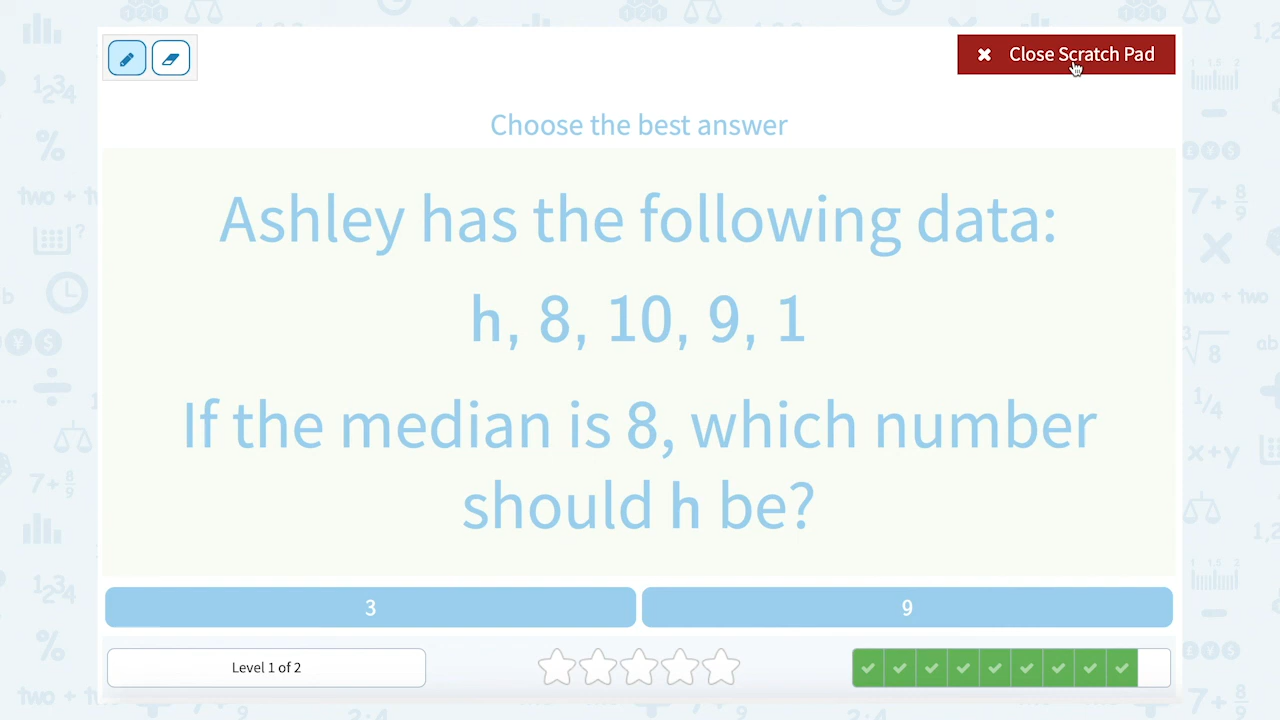 Close Scratch Pad
Choose the best answer
Ashley has the following data:
h, 8, 10, 9, 1
If the median is 8, which number
should h be?
3
9
Level 1 of 2